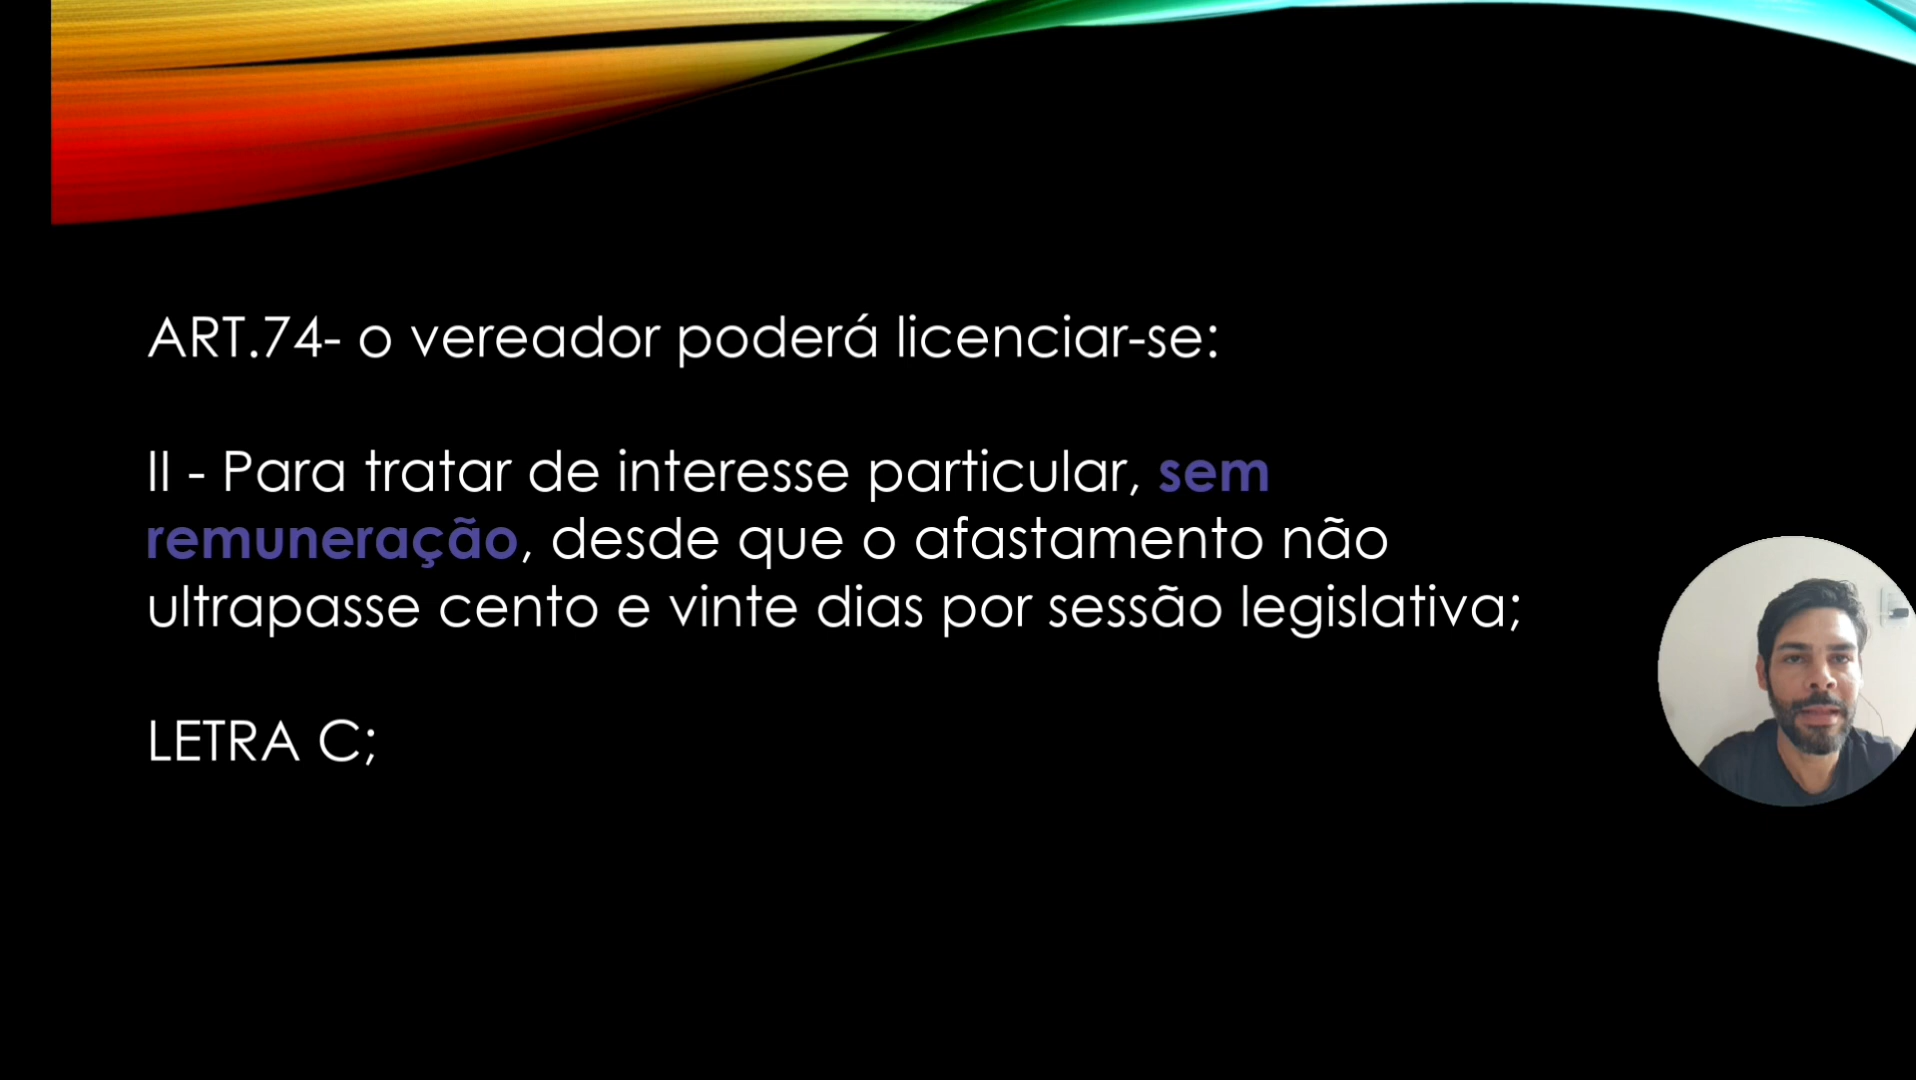 ART.74- o vereador poderá licenciar-se:
II - Para tratar de interesse particular, sem
remuneração, desde que o afastamento não
ultrapasse cento e vinte dias por sessão legislativa;
LETRA C;